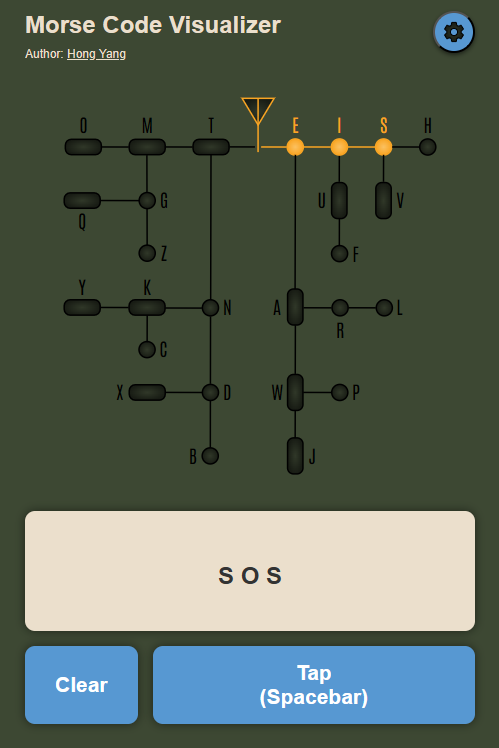 Morse Code Visualizer
Author: Hong Yang
O M T E I S H
U V
G
Q
Z F
Y K
N A L
R
C
X D W P
B J
S O S
Clear
Tap
(Spacebar)